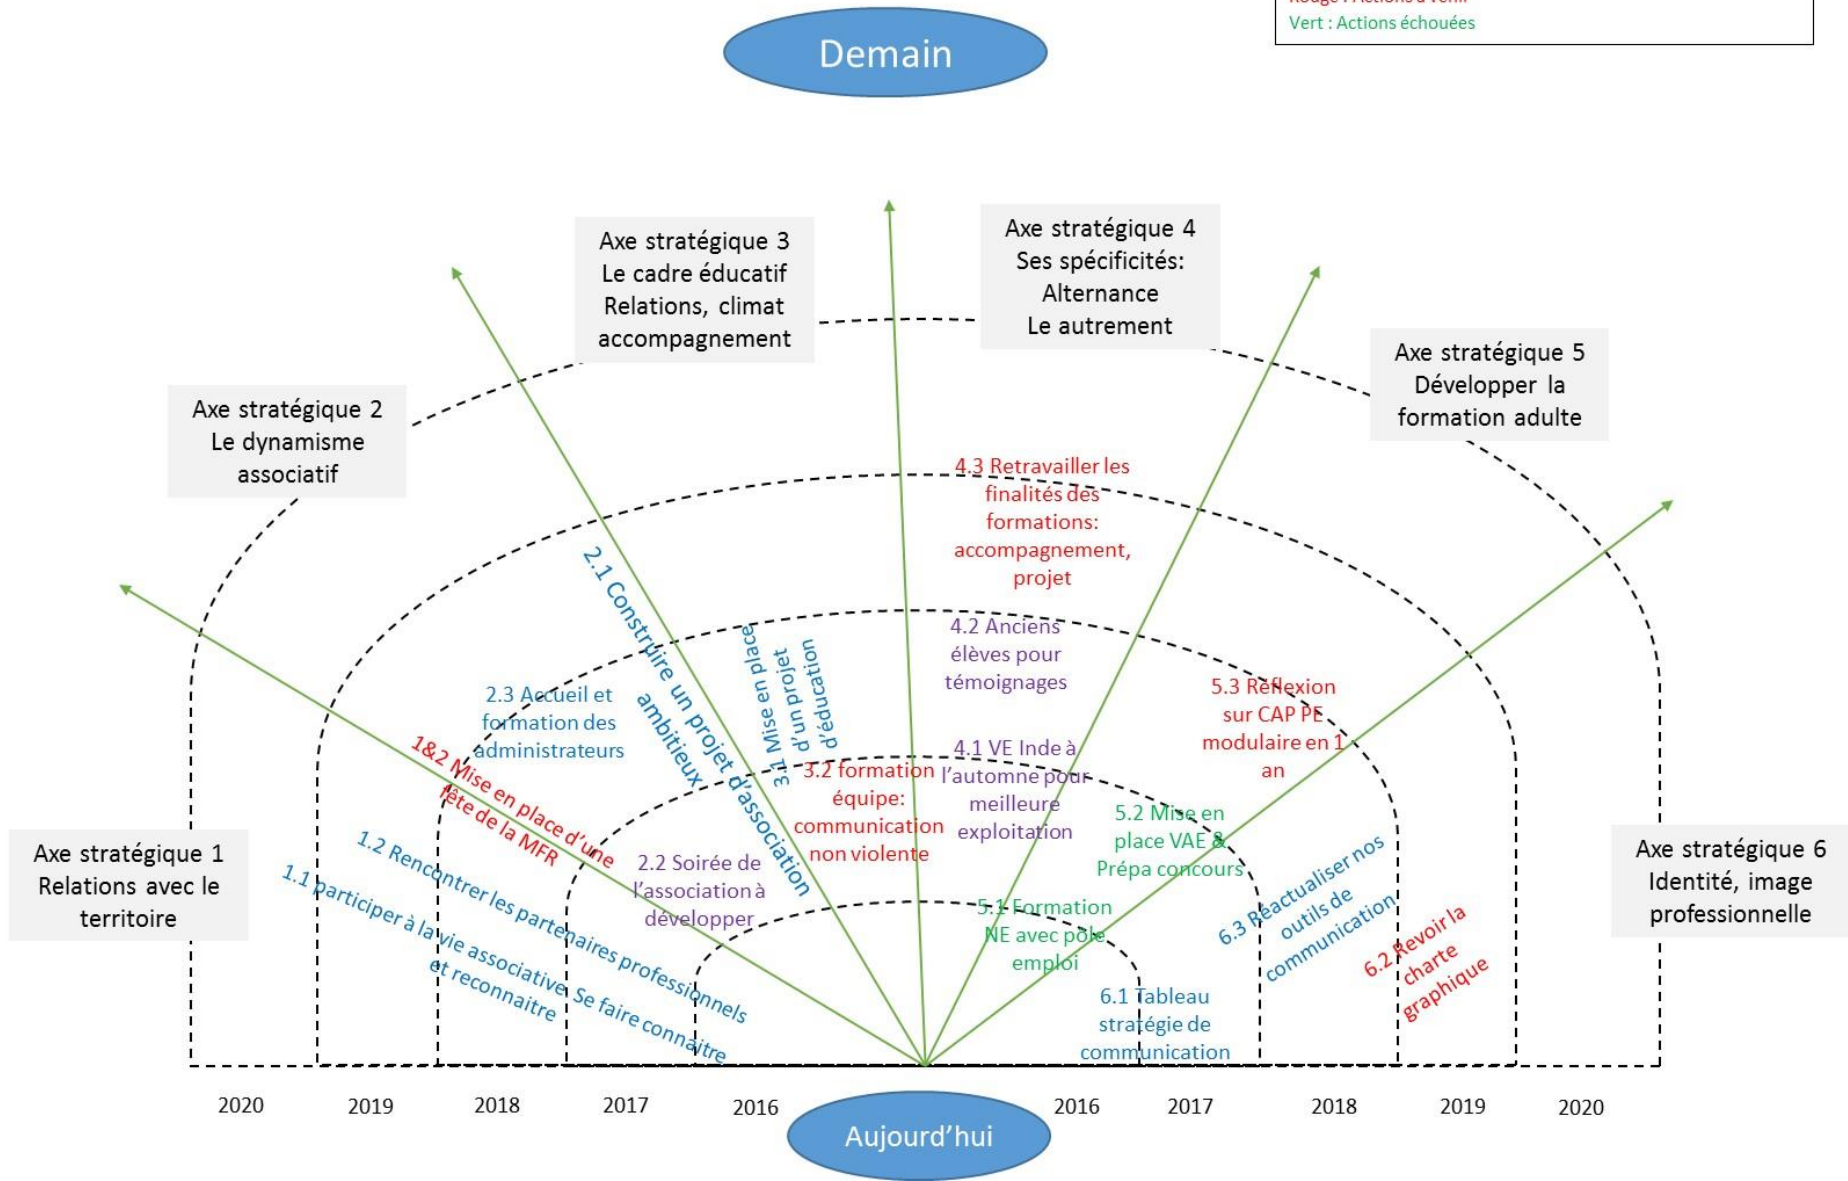 Rouge : Actions à venir
Vert : Actions échouées
Demain
Axe stratégique 3
Le cadre éducatif
Relations, climat
accompagnement
Axe stratégique 4
Ses spécificités:
Alternance
Le autrement
Axe stratégique 5
Développer la
formation adulte
Axe stratégique 2
Le dynamisme
associatif
4.3 Retravailler les
finalités des
formations:
accompagnement,
projet
2.1 Construire un projet d'association
ambitieux
3.1 Mise en place
d'un projet
d'éducation
4.2 Anciens
élèves pour
témoignages
2.3 Accueil et
formation des
administrateurs
5.3 Réflexion
sur CAP PE
modulaire en 1
an
1&2 Mise en place d'une
fête de la MFR
3.2 formation
équipe:
communication
non violente
4.1 VE Inde à
l'automne pour
meilleure
exploitation
5.2 Mise en
place VAE &
Prépa concours
Axe stratégique 1
Relations avec le
territoire
1.2 Rencontrer les partenaires professionnels
1.1 participer à la vie associative. Se faire connaitre
et reconnaitre
2.2 Soirée de
l'association à
développer
5.1 Formation
NE avec pôle
emploi
6.3 Réactualiser nos
outils de
communication
6.2 Revoir la
charte
graphique
Axe stratégique 6
Identité, image
professionnelle
6.1 Tableau
stratégie de
communication
2020 2019 2018 2017 2016 2016 2017 2018 2019 2020
Aujourd'hui